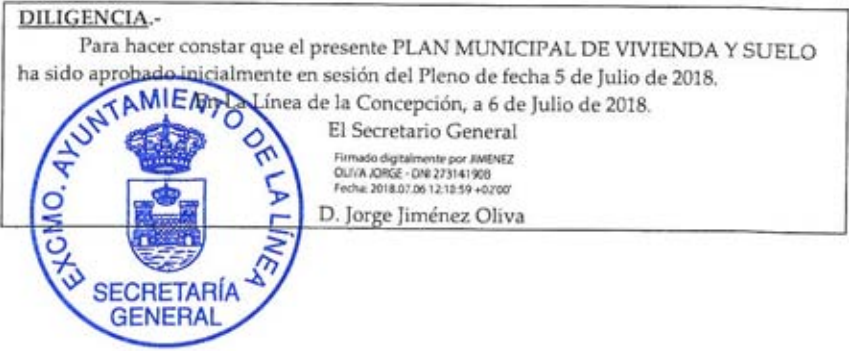 DILIGENCIA.-
Para hacer constar que el presente PLAN MUNICIPAL DE VIVIENDA Y SUELO
ha sido aprobado inicialmente en sesión del Pleno de fecha 5 de Julio de 2018.
En La Línea de la Concepción, a 6 de Julio de 2018.
El Secretario General
Firmado digitalmente por JIMENEZ
OLIVA JORGE - DNI 27314190B
Fecha: 2018.07.06 12:10:59 +02'00'
D. Jorge Jiménez Oliva
EXCMO. AYUNTAMIENTO DE LA LÍNEA
SECRETARÍA
GENERAL